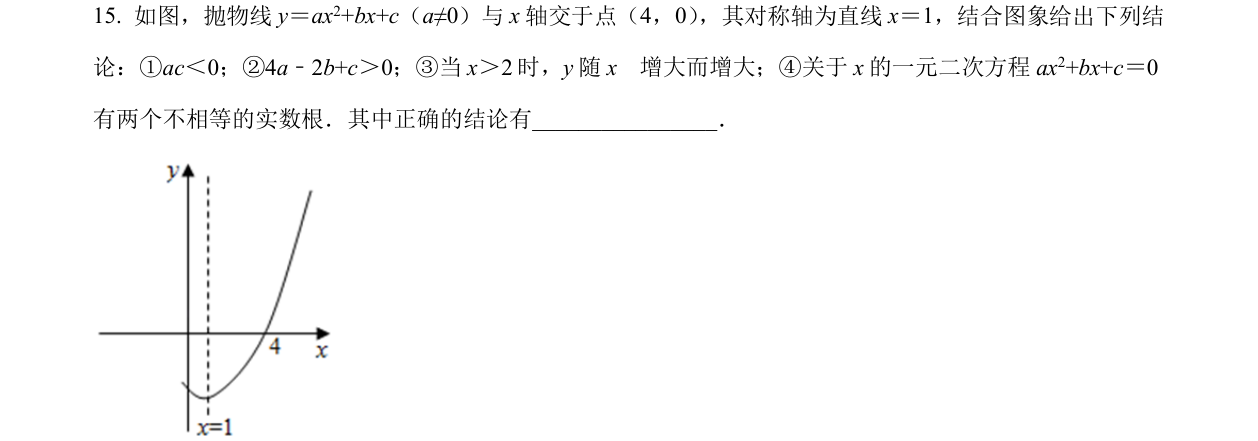 15. 如图，抛物线 y＝ax²+bx+c（a≠0）与 x 轴交于点（4，0），其对称轴为直线 x＝1，结合图象给出下列结
论：①ac＜0；②4a﹣2b+c＞0；③当 x＞2 时，y 随 x 增大而增大；④关于 x 的一元二次方程 ax²+bx+c＝0
有两个不相等的实数根．其中正确的结论有________________．
y
4
x
x=1